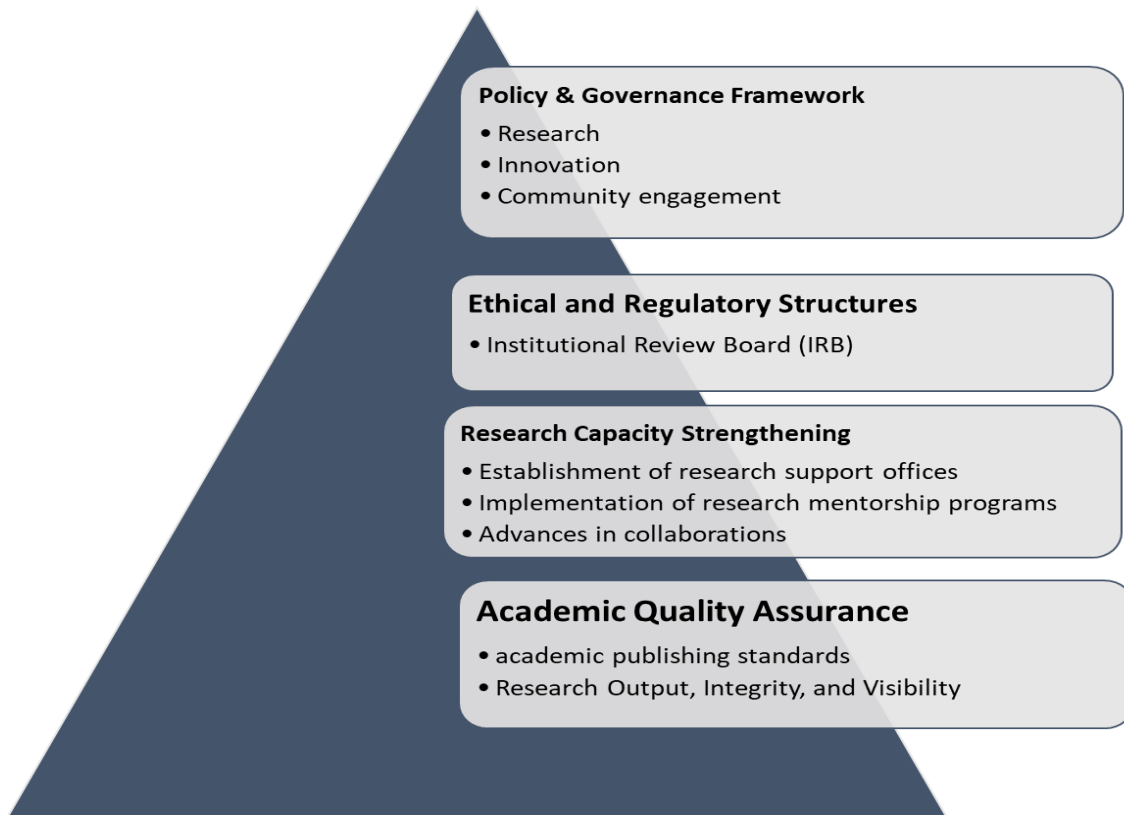 Policy & Governance Framework
• Research
• Innovation
• Community engagement
Ethical and Regulatory Structures
• Institutional Review Board (IRB)
Research Capacity Strengthening
• Establishment of research support offices
• Implementation of research mentorship programs
• Advances in collaborations
Academic Quality Assurance
• academic publishing standards
• Research Output, Integrity, and Visibility